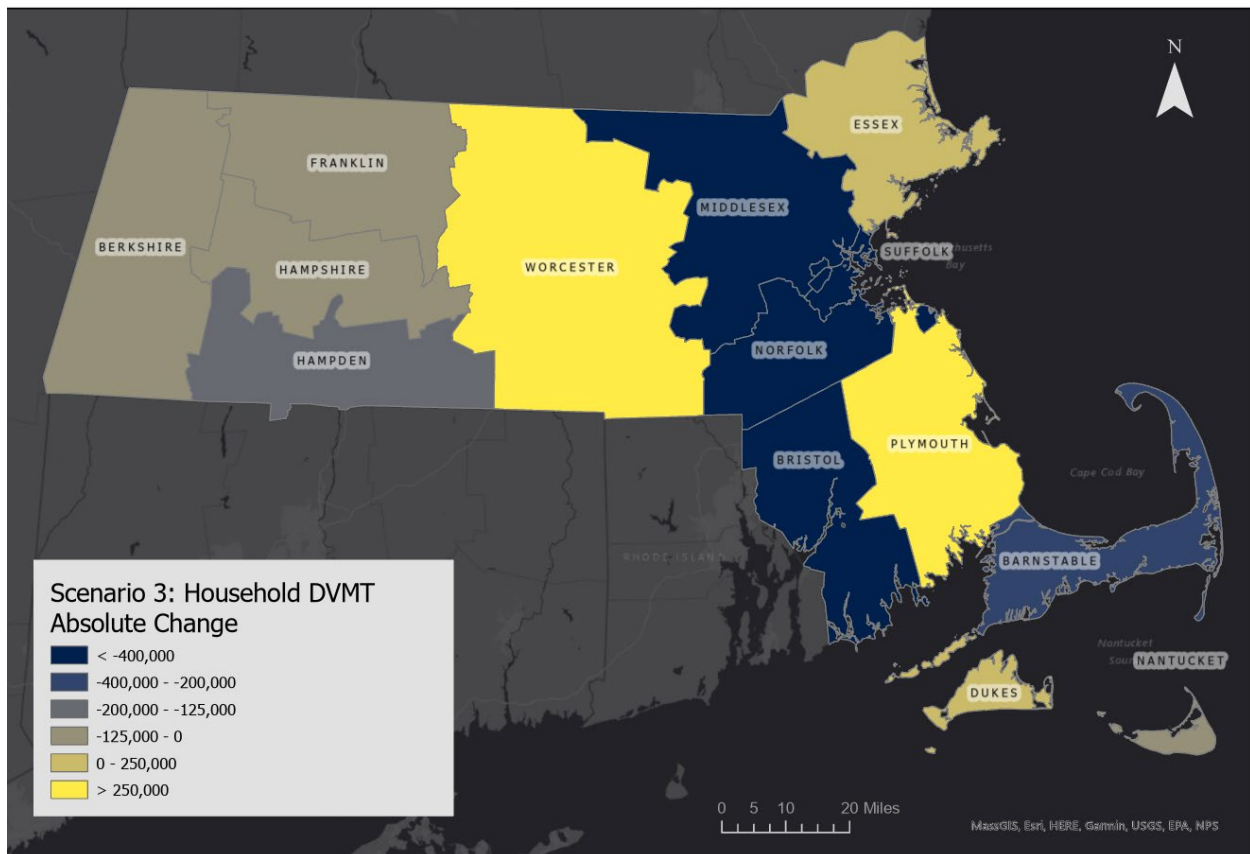 N
ESSEX
FRANKLIN
MIDDLESEX
BERKSHIRE
SUFFOLK
Bay
HAMPSHIRE
WORCESTER
NORFOLK
HAMPDEN
PLYMOUTH
BRISTOL
Cape Cod Bay
RHODE ISLAND
BARNSTABLE
Nantucket
NANTUCKET
DUKES
Scenario 3: Household DVMT
Absolute Change
< -400,000
-400,000 - -200,000
-200,000 - -125,000
-125,000 - 0
0 - 250,000
> 250,000
0 5 10 20 Miles
MassGIS, Esri, HERE, Garmin, USGS, EPA, NPS